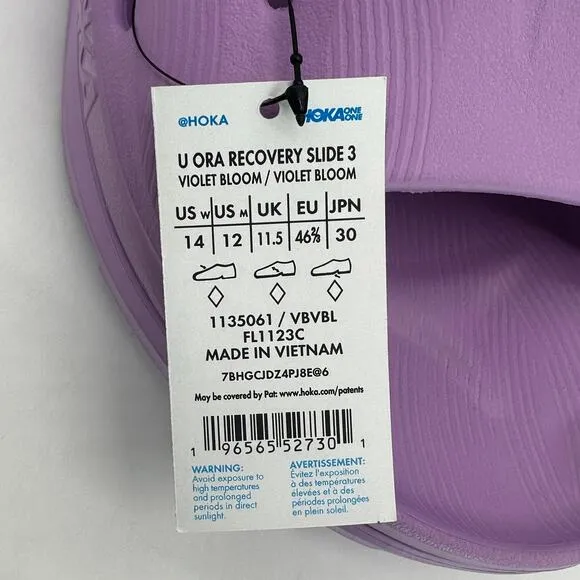 @HOKA HOKA ONE ONE
U ORA RECOVERY SLIDE 3
VIOLET BLOOM / VIOLET BLOOM
US W US M UK EU JPN
14 12 11.5 46⅔ 30
1135061 / VBVBL
FL1123C
MADE IN VIETNAM
7BHGCJDZ4PJ8E@6
May be covered by Pat: www.hoka.com/patents
1 96565 52730 1
WARNING:
Avoid exposure to
high temperatures
and prolonged
periods in direct
sunlight.
AVERTISSEMENT:
Évitez l'exposition
à des températures
élevées et à des
périodes prolongées
en plein soleil.